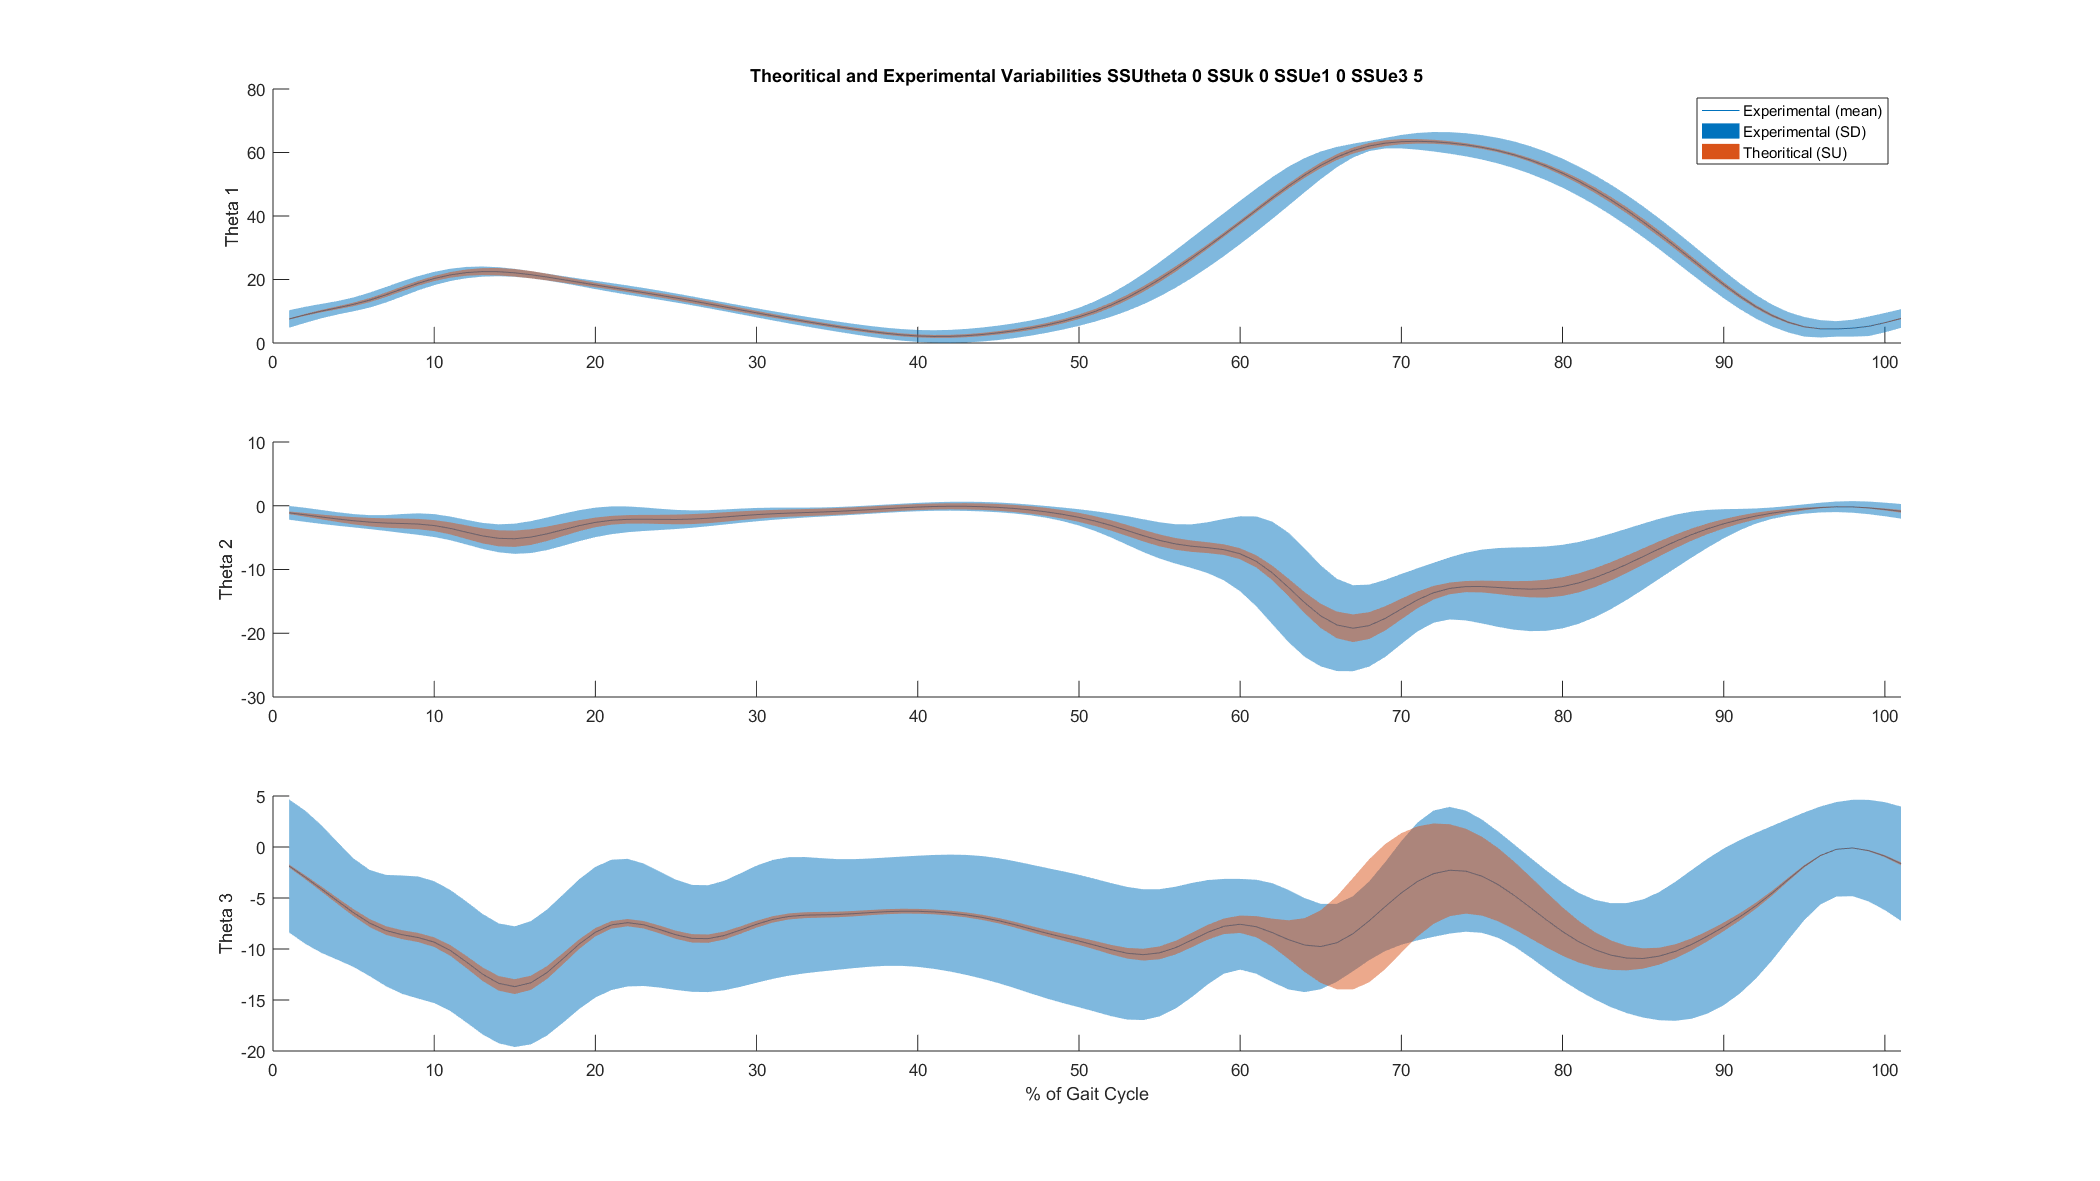 Theoritical and Experimental Variabilities SSUtheta 0 SSUk 0 SSUe1 0 SSUe3 5
Experimental (mean)
Experimental (SD)
Theoritical (SU)
Theta 1
80
60
40
20
0
0 10 20 30 40 50 60 70 80 90 100
Theta 2
10
0
-10
-20
-30
0 10 20 30 40 50 60 70 80 90 100
Theta 3
5
0
-5
-10
-15
-20
0 10 20 30 40 50 60 70 80 90 100
% of Gait Cycle